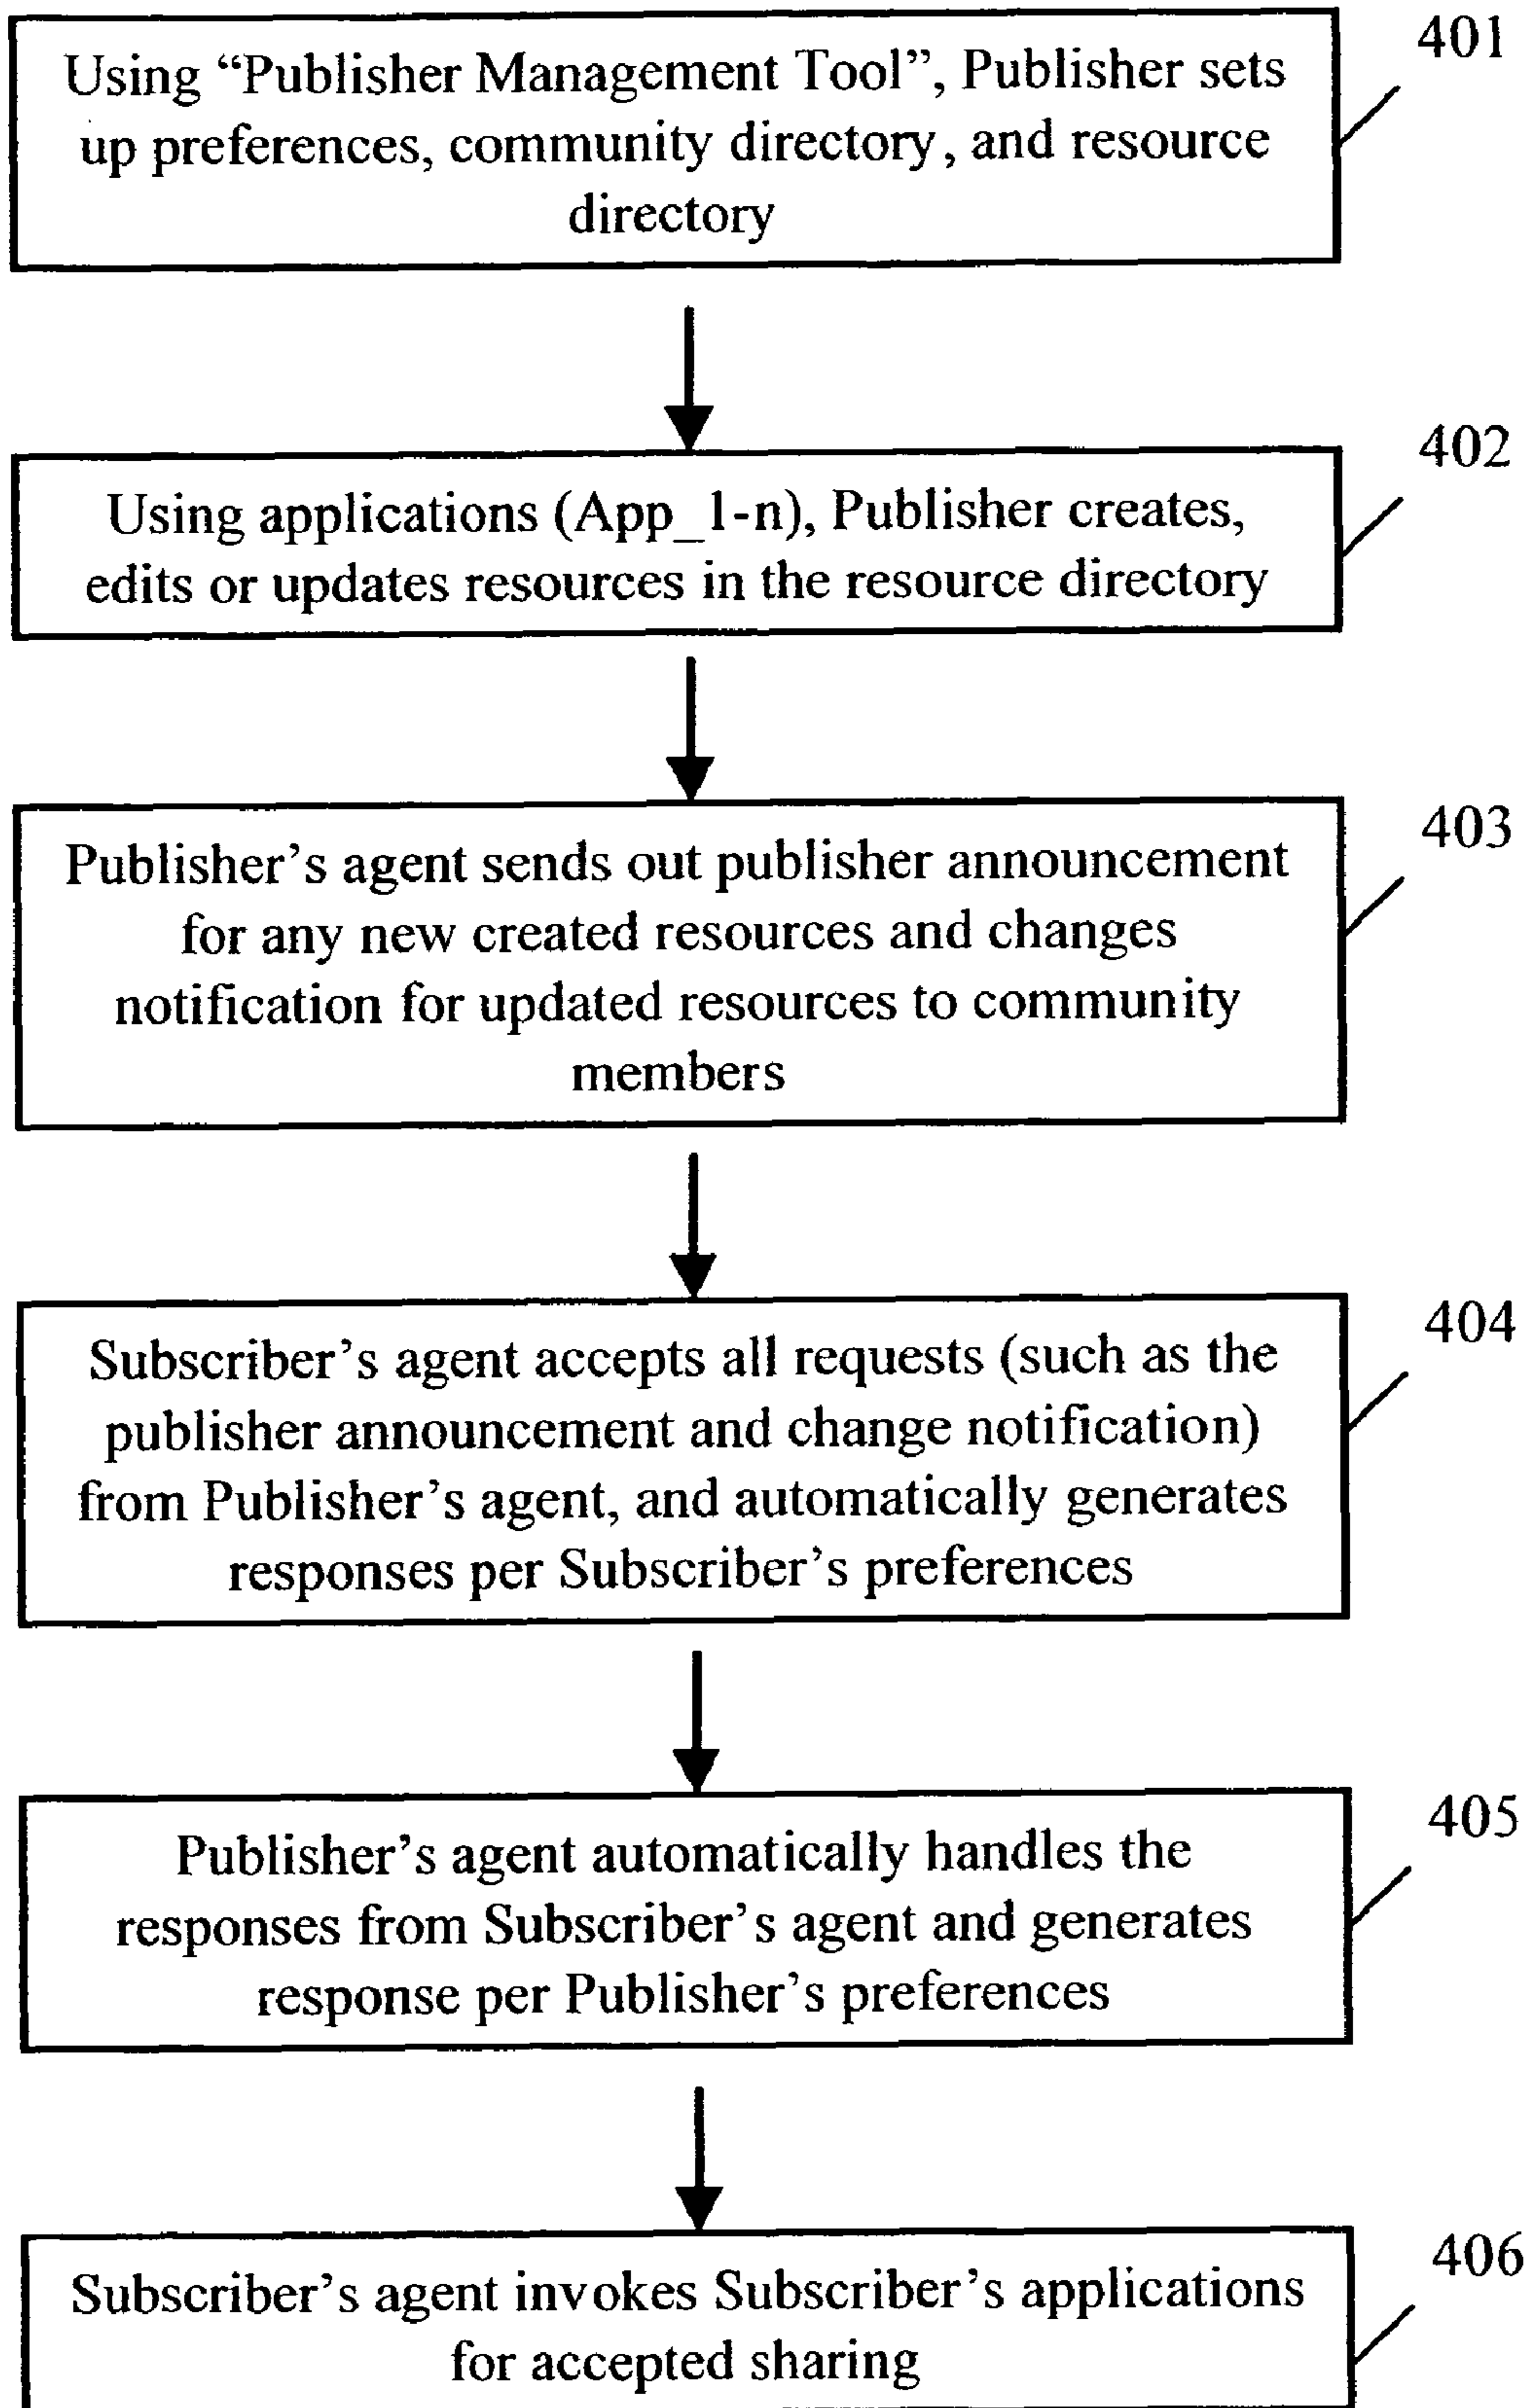 401
Using “Publisher Management Tool”, Publisher sets
up preferences, community directory, and resource
directory
402
Using applications (App_1-n), Publisher creates,
edits or updates resources in the resource directory
403
Publisher’s agent sends out publisher announcement
for any new created resources and changes
notification for updated resources to community
members
404
Subscriber’s agent accepts all requests (such as the
publisher announcement and change notification)
from Publisher’s agent, and automatically generates
responses per Subscriber’s preferences
405
Publisher’s agent automatically handles the
responses from Subscriber’s agent and generates
response per Publisher’s preferences
406
Subscriber’s agent invokes Subscriber’s applications
for accepted sharing